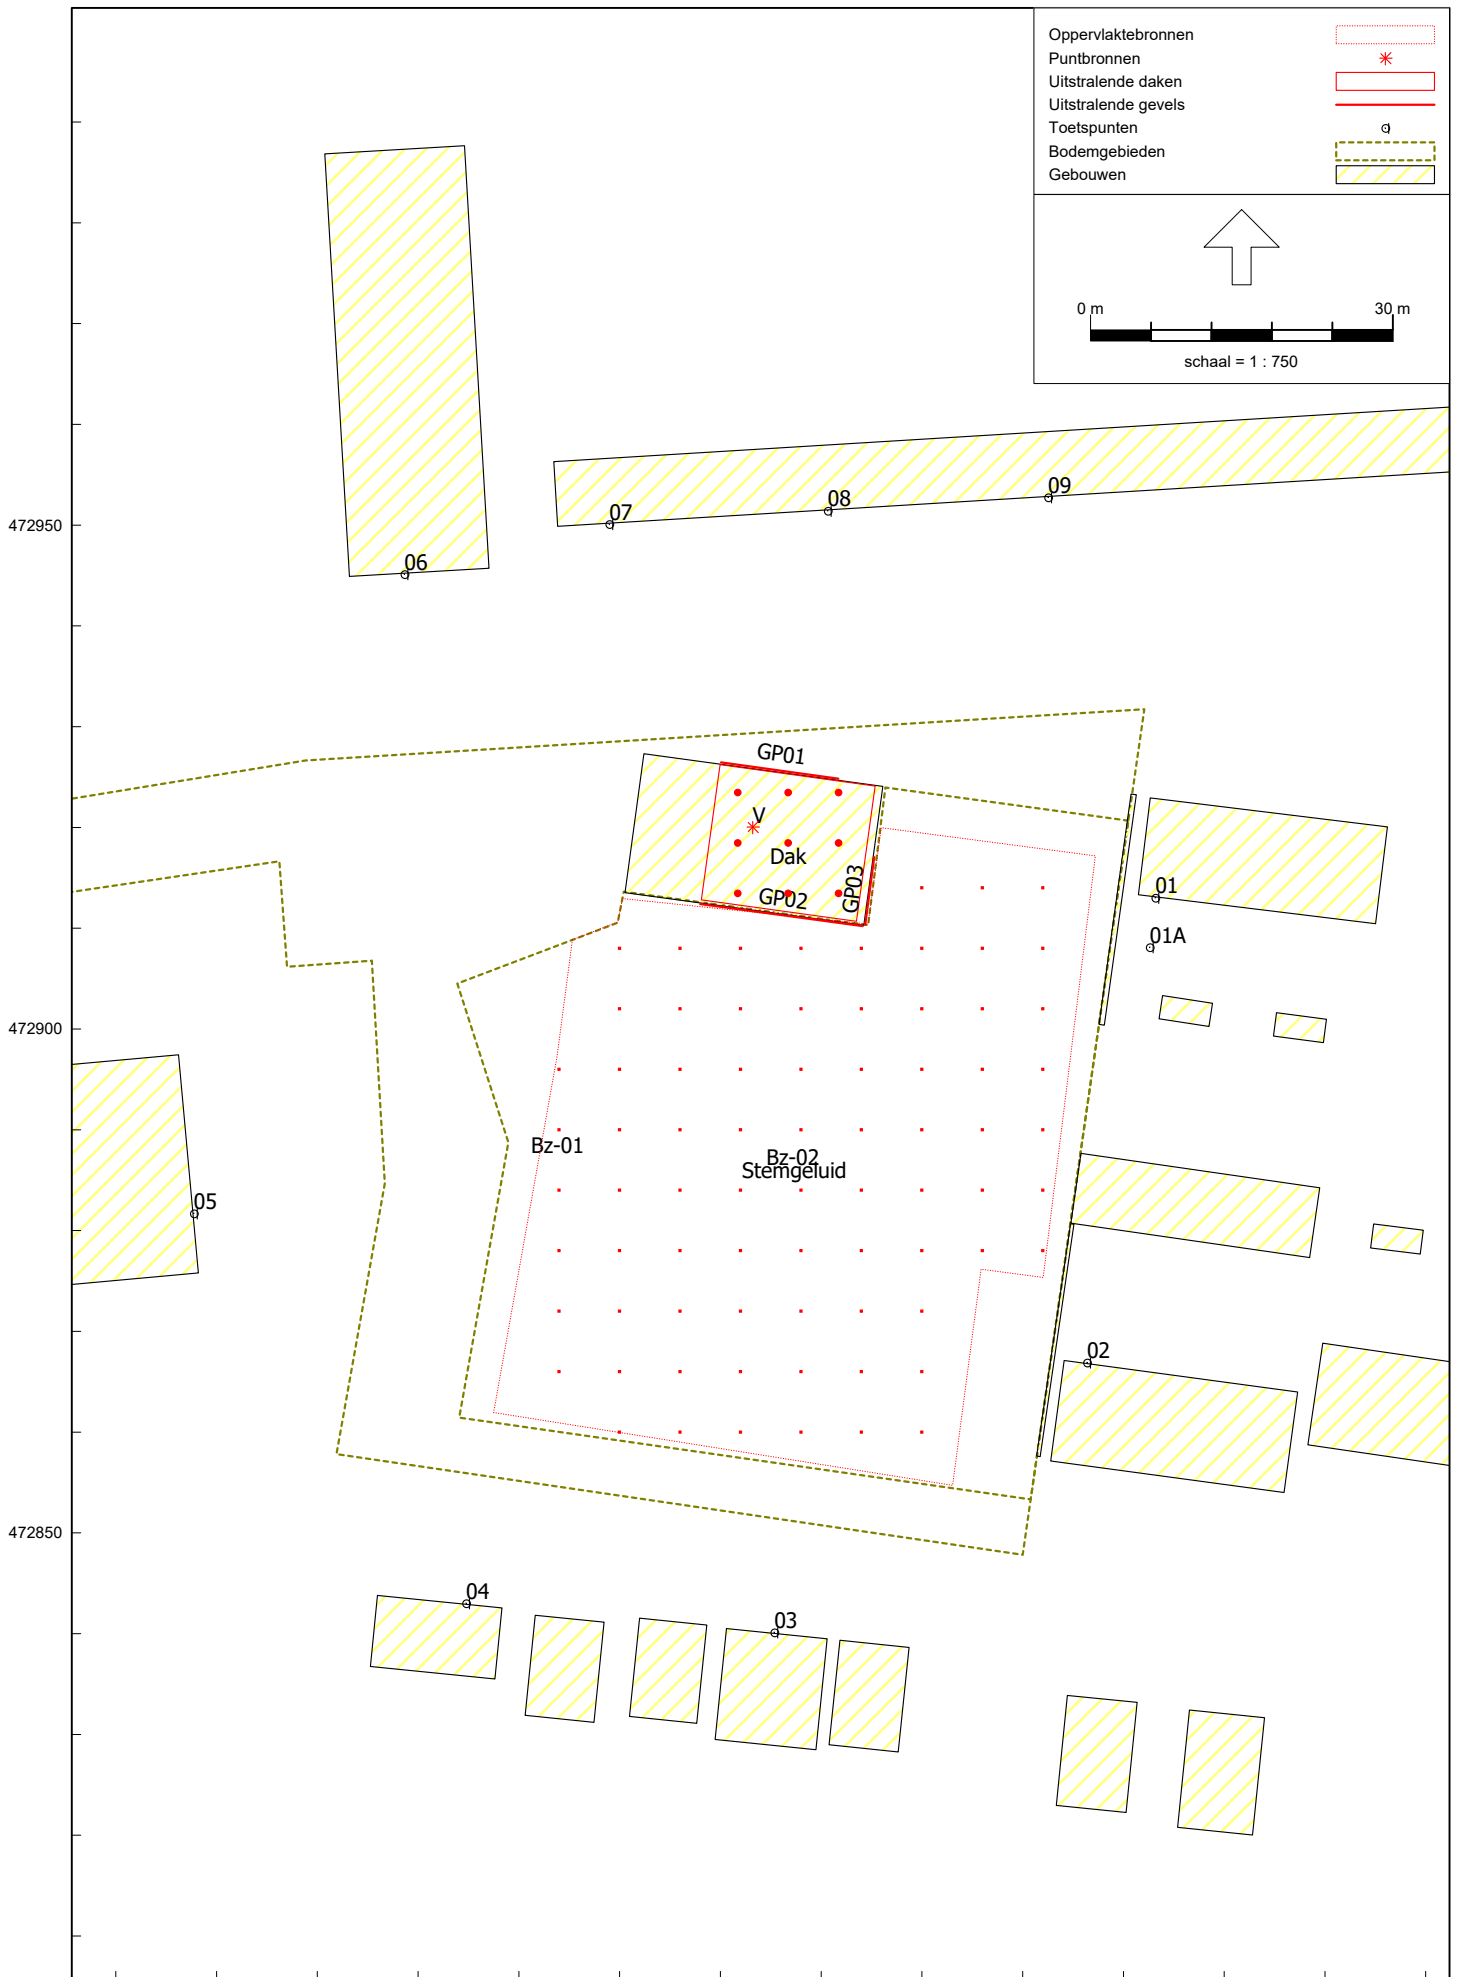 Oppervlaktebronnen
Puntbronnen
Uitstralende daken
Uitstralende gevels
Toetspunten
Bodemgebieden
Gebouwen
0 m 30 m
schaal = 1 : 750
09
08
07
472950
06
GP01
V
Dak
GP03
GP02
01
01A
472900
Bz-01
Bz-02
Stemgeluid
05
02
472850
04
03